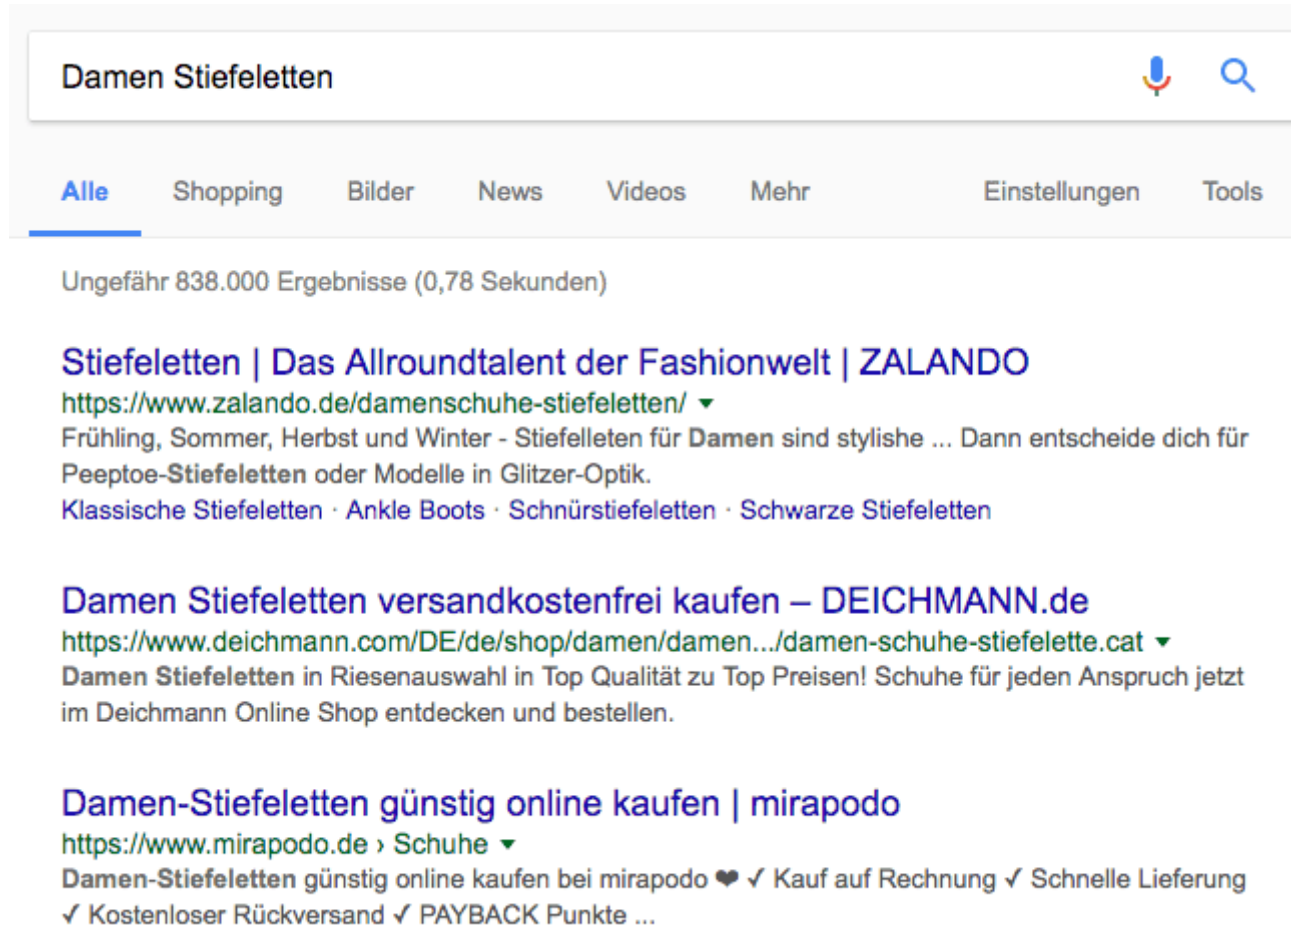 Damen Stiefeletten
Alle Shopping Bilder News Videos Mehr Einstellungen Tools
Ungefähr 838.000 Ergebnisse (0,78 Sekunden)
Stiefeletten | Das Allroundtalent der Fashionwelt | ZALANDO
https://www.zalando.de/damenschuhe-stiefeletten/
Frühling, Sommer, Herbst und Winter - Stiefelleten für Damen sind stylishe ... Dann entscheide dich für
Peeptoe-Stiefeletten oder Modelle in Glitzer-Optik.
Klassische Stiefeletten · Ankle Boots · Schnürstiefeletten · Schwarze Stiefeletten
Damen Stiefeletten versandkostenfrei kaufen – DEICHMANN.de
https://www.deichmann.com/DE/de/shop/damen/damen.../damen-schuhe-stiefelette.cat
Damen Stiefeletten in Riesenauswahl in Top Qualität zu Top Preisen! Schuhe für jeden Anspruch jetzt
im Deichmann Online Shop entdecken und bestellen.
Damen-Stiefeletten günstig online kaufen | mirapodo
https://www.mirapodo.de › Schuhe
Damen-Stiefeletten günstig online kaufen bei mirapodo ❤ ✓ Kauf auf Rechnung ✓ Schnelle Lieferung
✓ Kostenloser Rückversand ✓ PAYBACK Punkte ...